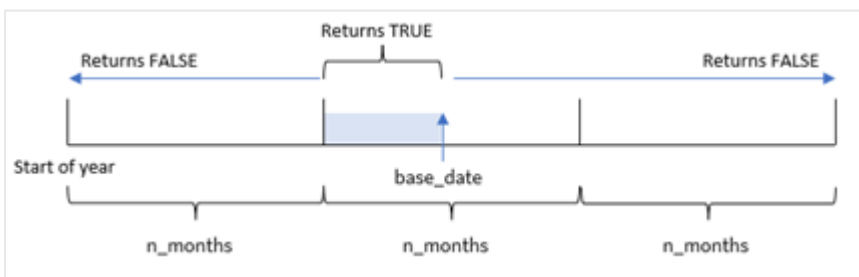 Returns TRUE
Returns FALSE
Returns FALSE
Start of year
base_date
n_months
n_months
n_months